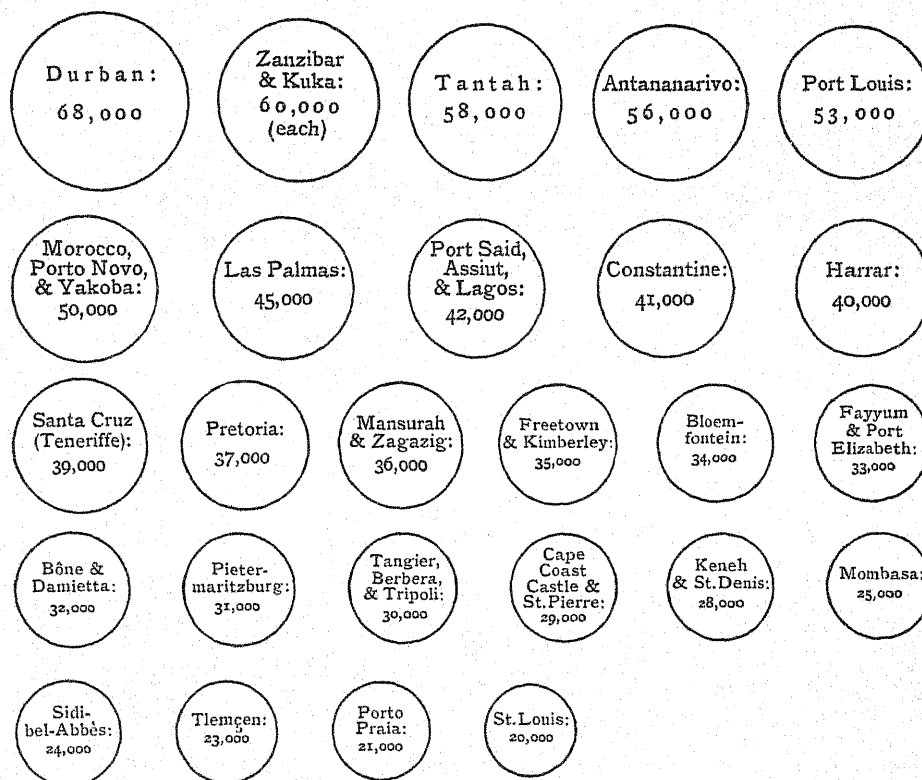 Durban:
68,000
Zanzibar
& Kuka:
60,000
(each)
Tantah:
58,000
Antananarivo:
56,000
Port Louis:
53,000
Morocco,
Porto Novo,
& Yakoba:
50,000
Las Palmas:
45,000
Port Said,
Assiut,
& Lagos:
42,000
Constantine:
41,000
Harrar:
40,000
Santa Cruz
(Teneriffe):
39,000
Pretoria:
37,000
Mansurah
& Zagazig:
36,000
Freetown
& Kimberley:
35,000
Bloem-
fontein:
34,000
Fayyum
& Port
Elizabeth:
33,000
Bône &
Damietta:
32,000
Pieter-
maritzburg:
31,000
Tangier,
Berbera,
& Tripoli:
30,000
Cape
Coast
Castle &
St.Pierre:
29,000
Keneh
& St.Denis:
28,000
Mombasa:
25,000
Sidi-
bel-Abbès:
24,000
Tlemçen:
23,000
Porto
Praia:
21,000
St.Louis:
20,000